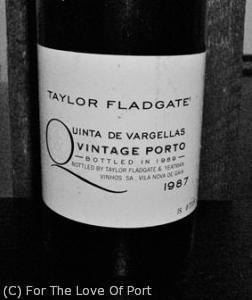 TAYLOR FLADGATE
QUINTA DE VARGELLAS
VINTAGE PORTO
BOTTLED IN 1989
BOTTLED BY TAYLOR FLADGATE & YEATMAN
VINHOS SA VILA NOVA DE GAIA
1987
(C) For The Love Of Port